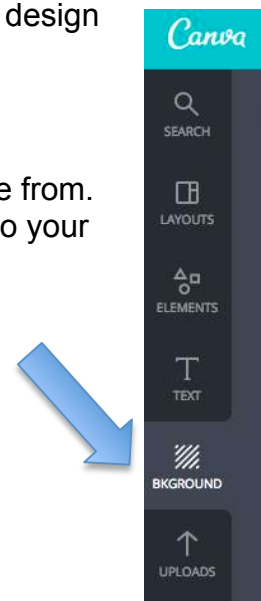 design
Canva
SEARCH
e from.
LAYOUTS
o your
ELEMENTS
TEXT
BKGROUND
UPLOADS